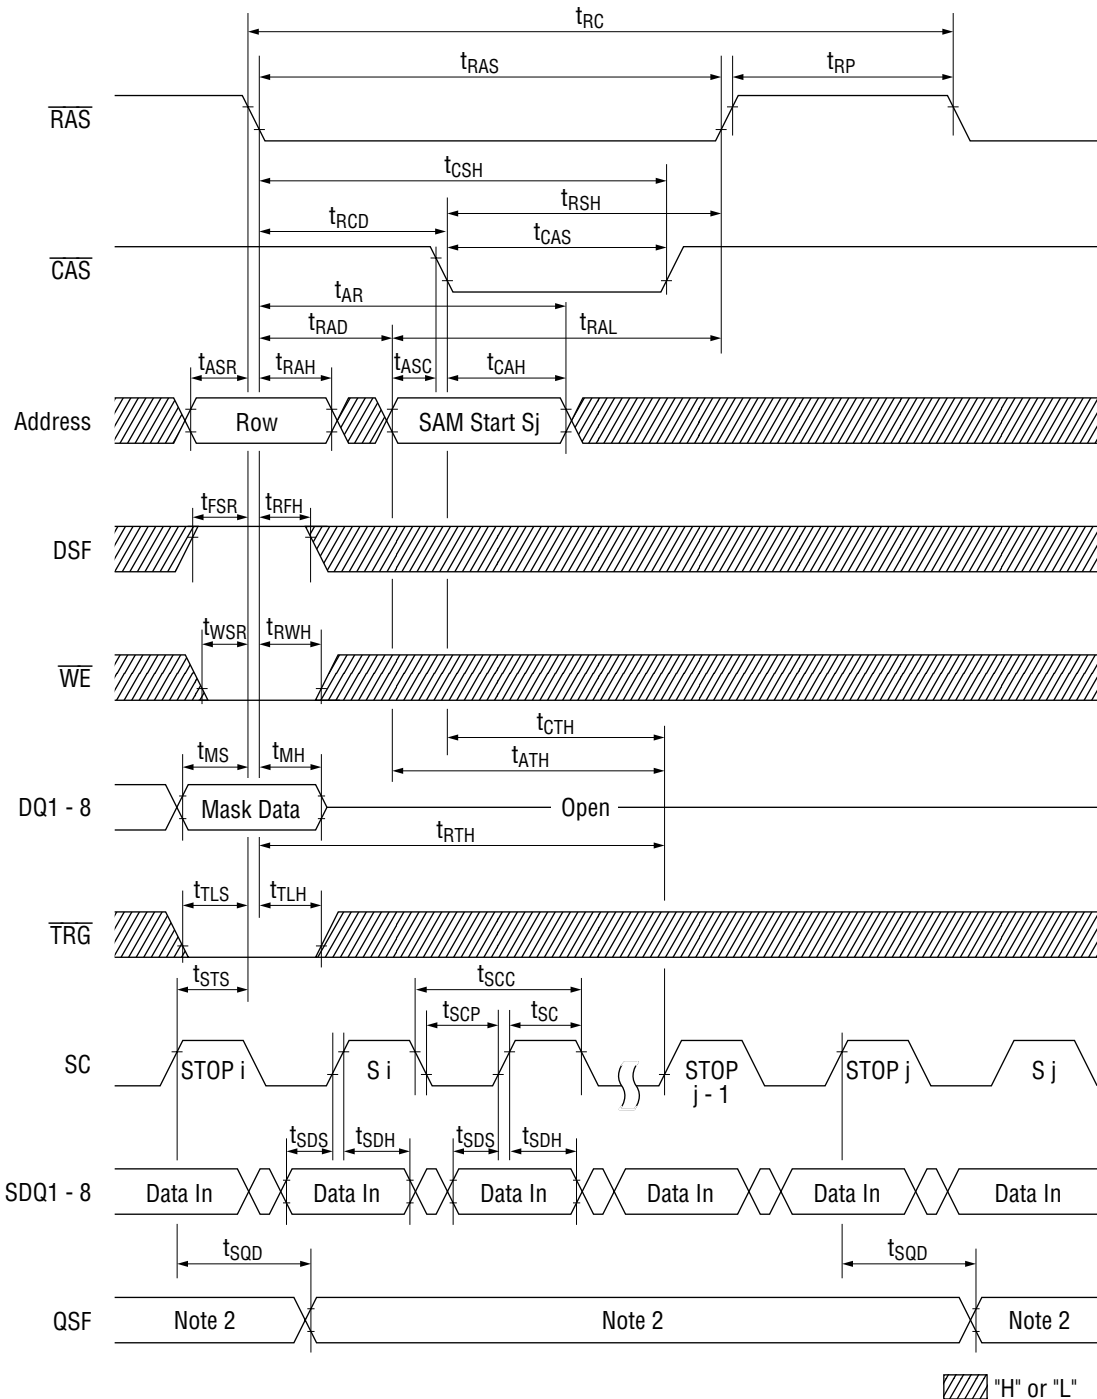 tRC
tRAS
tRP
RAS
tCSH
tRSH
tRCD
tCAS
CAS
tAR
tRAD
tRAL
tASR
tRAH
tASC
tCAH
Address
Row
SAM Start Sj
tFSR
tRFH
DSF
tWSR
tRWH
WE
tCTH
tMS
tMH
tATH
DQ1 - 8
Mask Data
Open
tRTH
tTLS
tTLH
TRG
tSTS
tSCC
tSCP
tSC
SC
STOP i
S i
STOP
j - 1
STOP j
S j
tSDS
tSDH
tSDS
tSDH
SDQ1 - 8
Data In
Data In
Data In
Data In
Data In
Data In
tSQD
tSQD
QSF
Note 2
Note 2
Note 2
"H" or "L"